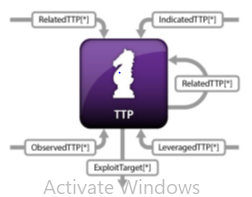 RelatedTTP[*]
IndicatedTTP[*]
RelatedTTP[*]
TTP
ObservedTTP[*]
LeveragedTTP[*]
ExploitTarget[*]
Activate Windows